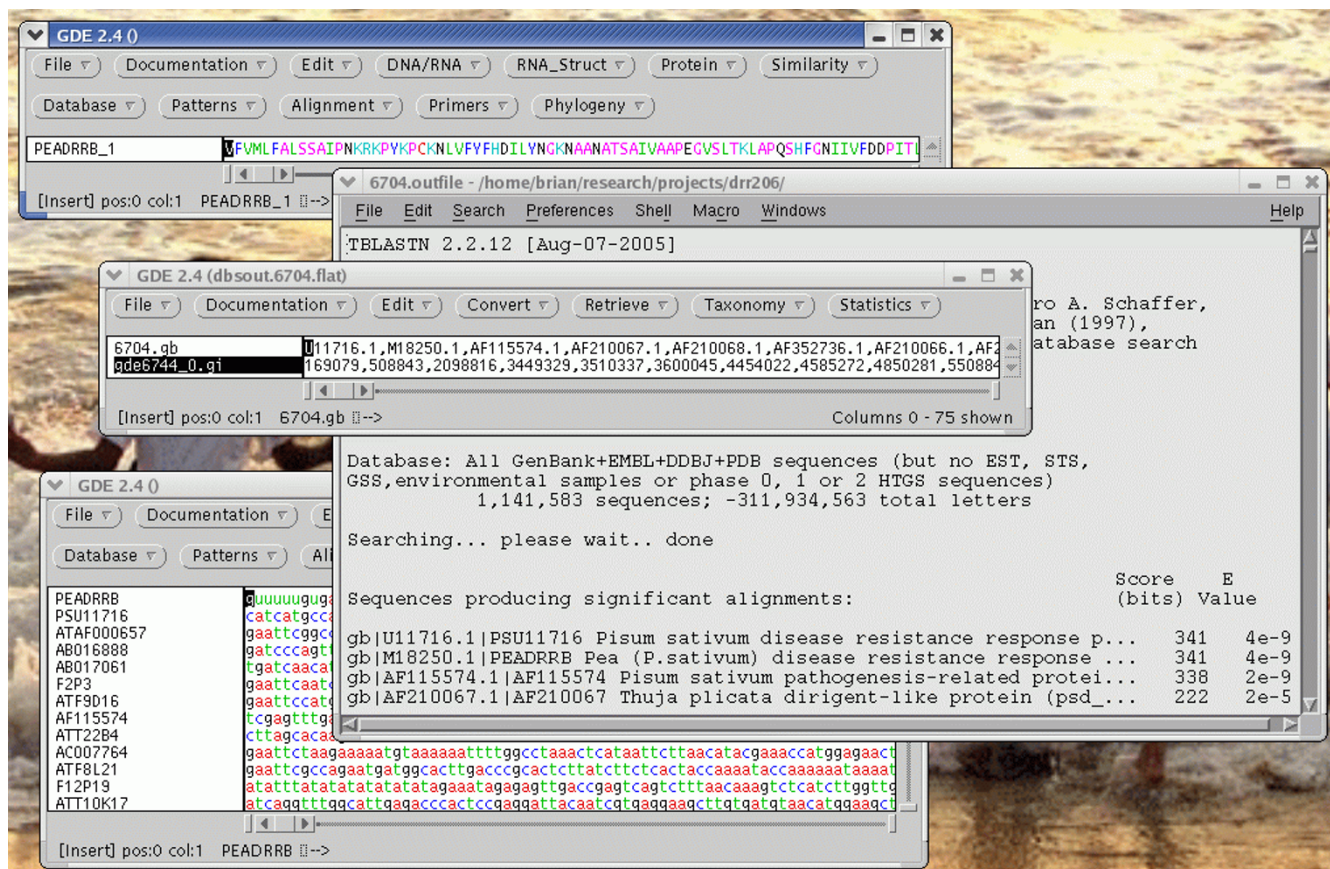 GDE 2.4 ()
File Documentation Edit DNA/RNA RNA_Struct Protein Similarity
Database Patterns Alignment Primers Phylogeny
PEADRRB_1 VFVMLFALSSAIPNKRKPYKPCKNLVFYFHDILYNGKNAANATSAIVAAPEGVSLTKLAPQSHFGNIIVFDDPITL
[Insert] pos:0 col:1 PEADRRB_1 -->
6704.outfile - /home/brian/research/projects/drr206/
File Edit Search Preferences Shell Macro Windows Help
TBLASTN 2.2.12 [Aug-07-2005]
ro A. Schaffer,
an (1997),
atabase search
GDE 2.4 (dbsout.6704.flat)
File Documentation Edit Convert Retrieve Taxonomy Statistics
6704.gb U11716.1,M18250.1,AF115574.1,AF210067.1,AF210068.1,AF352736.1,AF210066.1,AF2
gde6744_0.gi 169079,508843,2098816,3449329,3510337,3600045,4454022,4585272,4850281,550884
[Insert] pos:0 col:1 6704.gb --> Columns 0 - 75 shown
Database: All GenBank+EMBL+DDBJ+PDB sequences (but no EST, STS,
GSS,environmental samples or phase 0, 1 or 2 HTGS sequences)
1,141,583 sequences; -311,934,563 total letters
Searching... please wait.. done
Score E
Sequences producing significant alignments: (bits) Value
gb|U11716.1|PSU11716 Pisum sativum disease resistance response p... 341 4e-9
gb|M18250.1|PEADRRB Pea (P.sativum) disease resistance response ... 341 4e-9
gb|AF115574.1|AF115574 Pisum sativum pathogenesis-related protei... 338 2e-9
gb|AF210067.1|AF210067 Thuja plicata dirigent-like protein (psd_... 222 2e-5
GDE 2.4 ()
File Documentation E
Database Patterns Ali
PEADRRB guuuuuguga
PSU11716 catcatgcca
ATAF000657 gaattcggcc
AB016888 gatcccagtt
AB017061 tgatcaacat
F2P3 gaattcaatc
ATF9D16 gaattccatg
AF115574 tcgagtttga
ATT22B4 cttagcacaa
AC007764 gaattctaagaaaaatgtaaaaaattttggcctaaactcataattcttaacatacgaaaccatggagaact
ATF8L21 gaattcgccagaatgatggcacttgacccgcactcttatcttctcactaccaaaataccaaaaaataaaat
F12P19 atatttatatatatatatatagaaatagagagttgaccgagtcagtctttaacaaagtctcatcttggttg
ATT10K17 atcaggtttggcattgagacccactccgaggattacaatcgtgaggaagcttgtgatgtaacatggaagct
[Insert] pos:0 col:1 PEADRRB -->